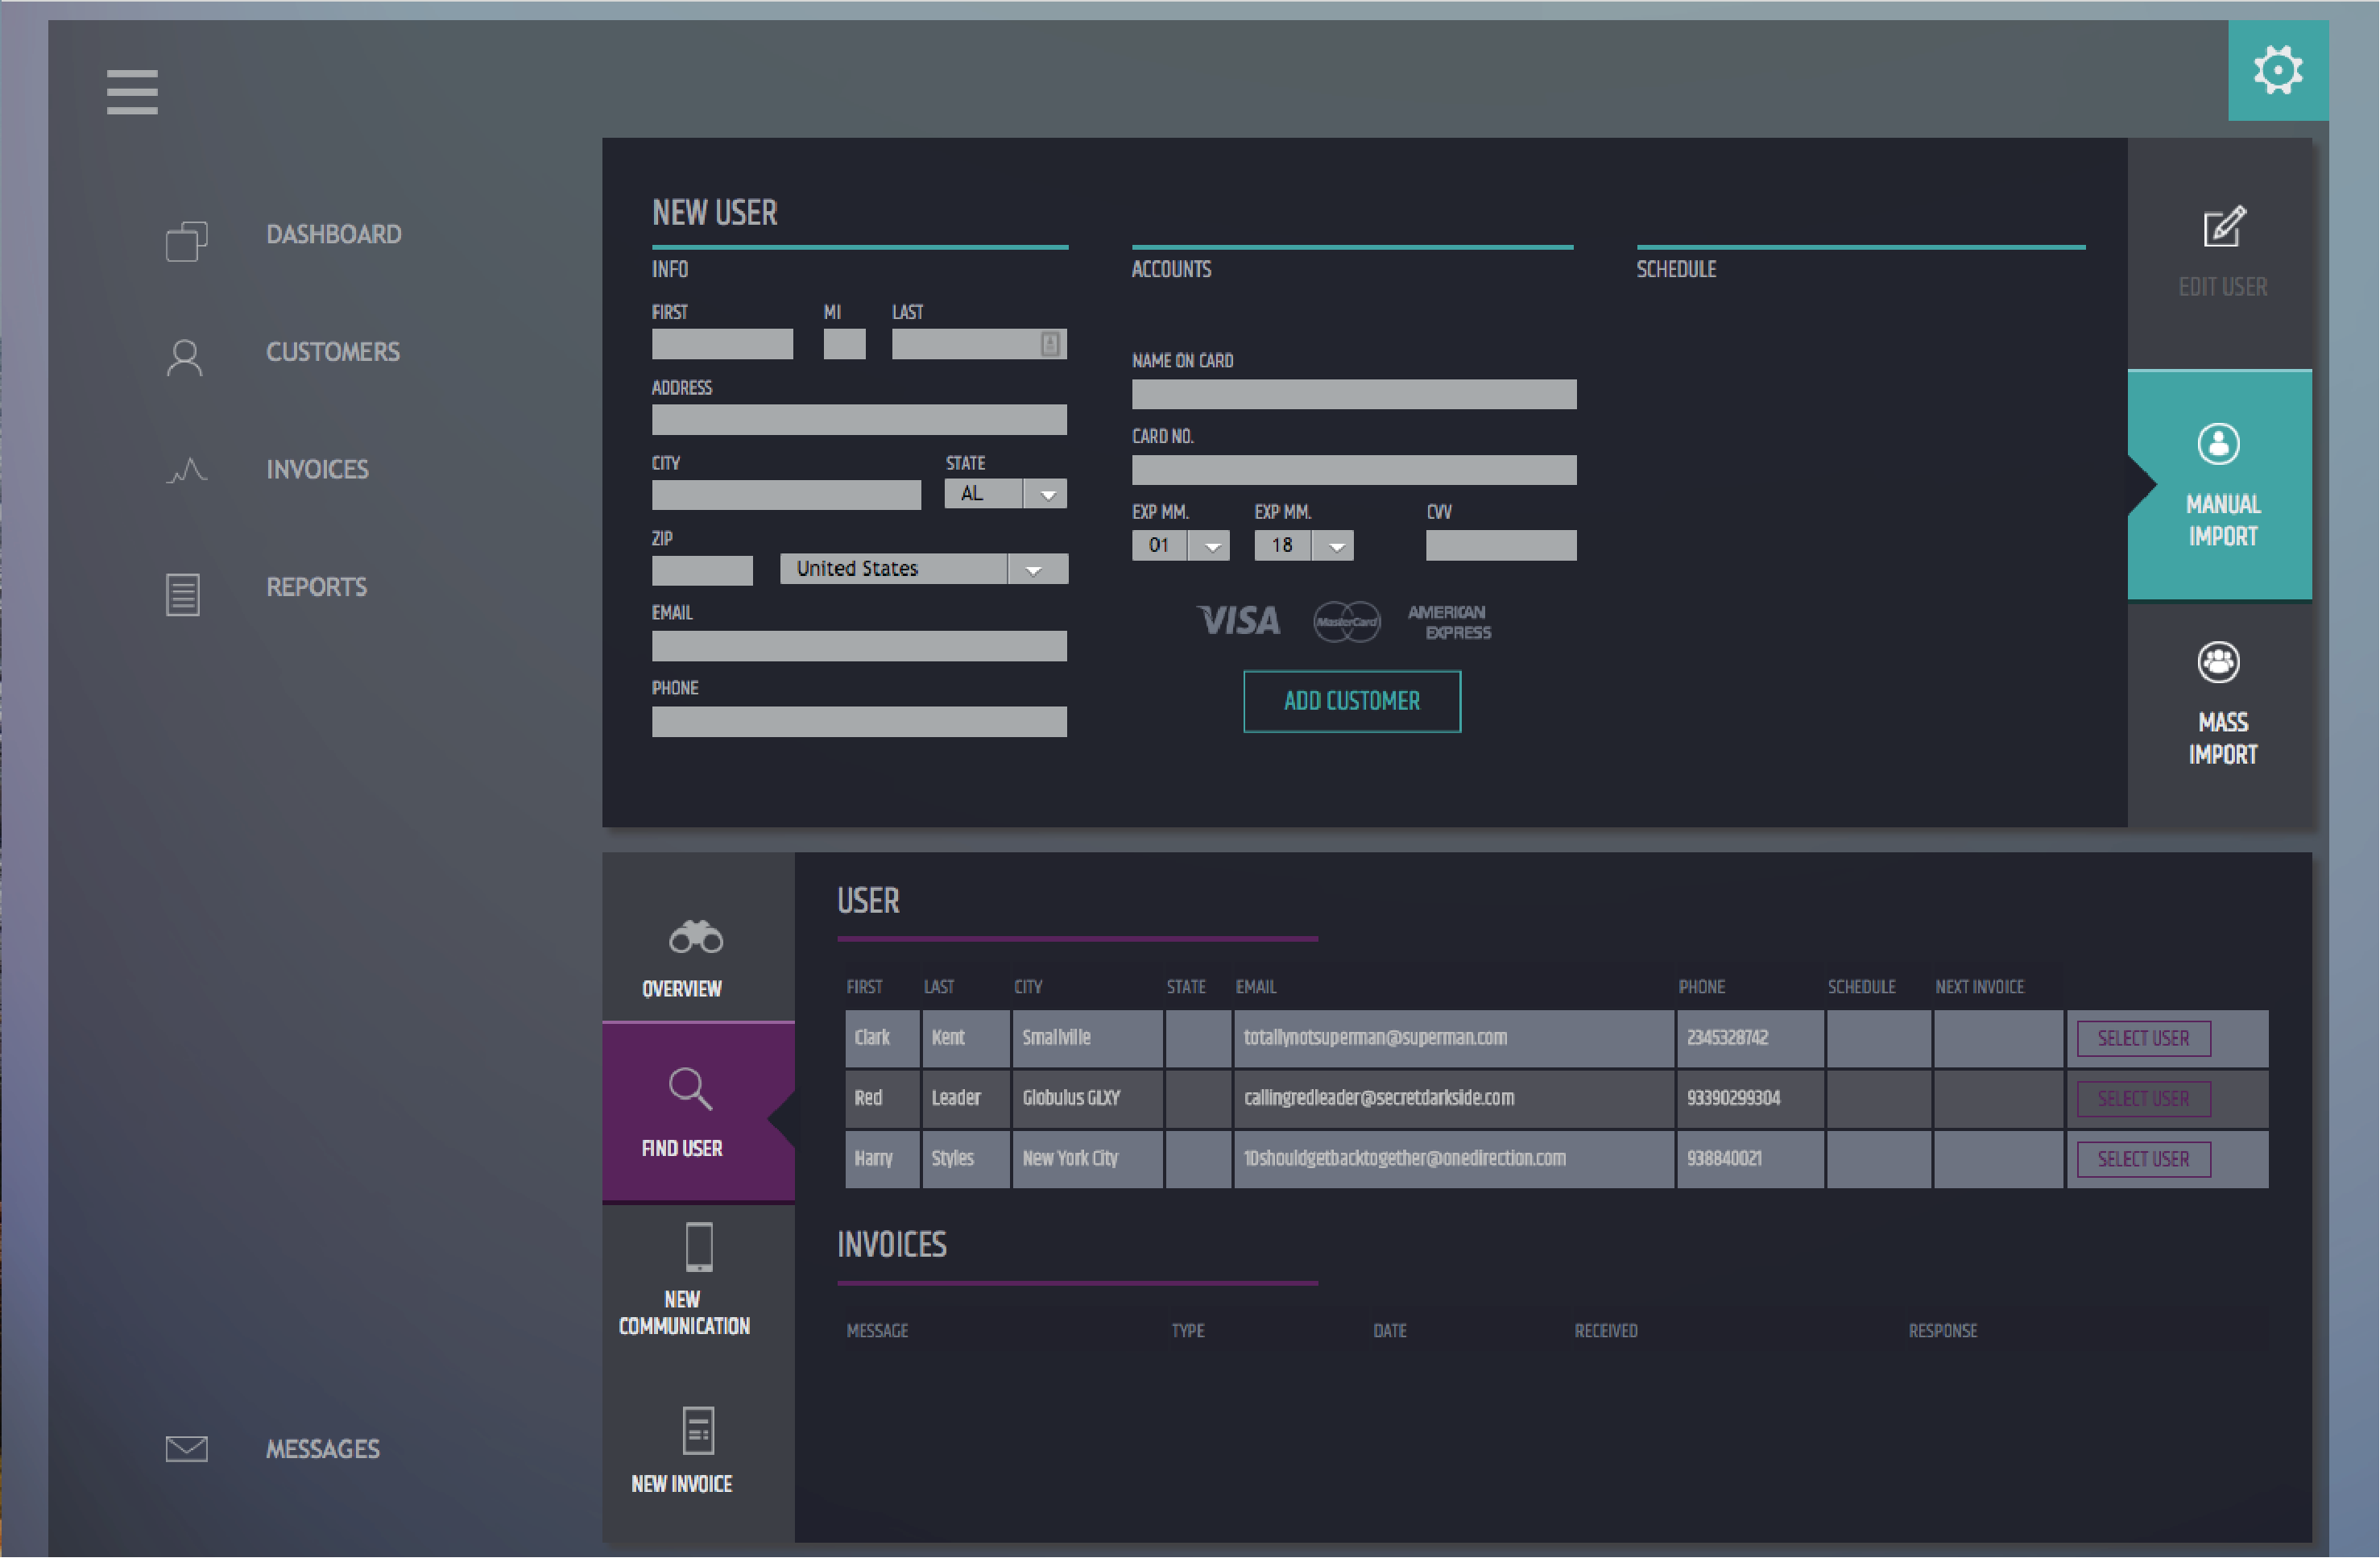 DASHBOARD
CUSTOMERS
INVOICES
REPORTS
MESSAGES
NEW USER
INFO
FIRST MI LAST
ADDRESS
CITY STATE
AL
ZIP
United States
EMAIL
PHONE
ACCOUNTS
NAME ON CARD
CARD NO.
EXP MM. EXP MM. CVV
01 18
VISA MasterCard AMERICAN
EXPRESS
ADD CUSTOMER
SCHEDULE
EDIT USER
MANUAL
IMPORT
MASS
IMPORT
OVERVIEW
FIND USER
NEW
COMMUNICATION
NEW INVOICE
USER
FIRST LAST CITY STATE EMAIL PHONE SCHEDULE NEXT INVOICE
Clark Kent Smallville totallynotsuperman@superman.com 2345328742 SELECT USER
Red Leader Globulus GLXY callingredleader@secretdarkside.com 93390299304 SELECT USER
Harry Styles New York City 1Dshouldgetbacktogether@onedirection.com 938840021 SELECT USER
INVOICES
MESSAGE TYPE DATE RECEIVED RESPONSE